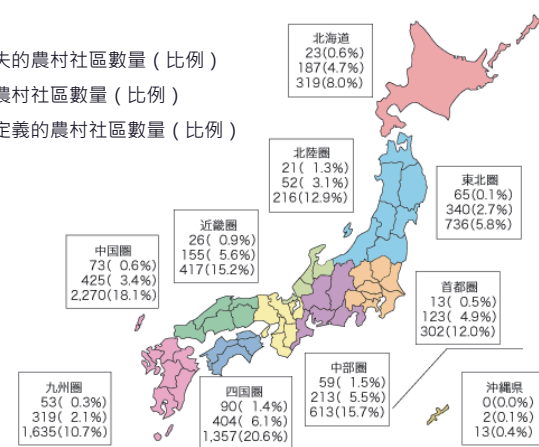 失的農村社區數量(比例)
農村社區數量(比例)
定義的農村社區數量(比例)
北海道
23(0.6%)
187(4.7%)
319(8.0%)
北陸圏
21( 1.3%)
52( 3.1%)
216(12.9%)
東北圏
65(0.1%)
340(2.7%)
736(5.8%)
近畿圏
26( 0.9%)
155( 5.6%)
417(15.2%)
中国圏
73( 0.6%)
425( 3.4%)
2,270(18.1%)
首都圏
13( 0.5%)
123( 4.9%)
302(12.0%)
中部圏
59( 1.5%)
213( 5.5%)
613(15.7%)
九州圏
53( 0.3%)
319( 2.1%)
1,635(10.7%)
四国圏
90( 1.4%)
404( 6.1%)
1,357(20.6%)
沖縄県
0(0.0%)
2(0.1%)
13(0.4%)